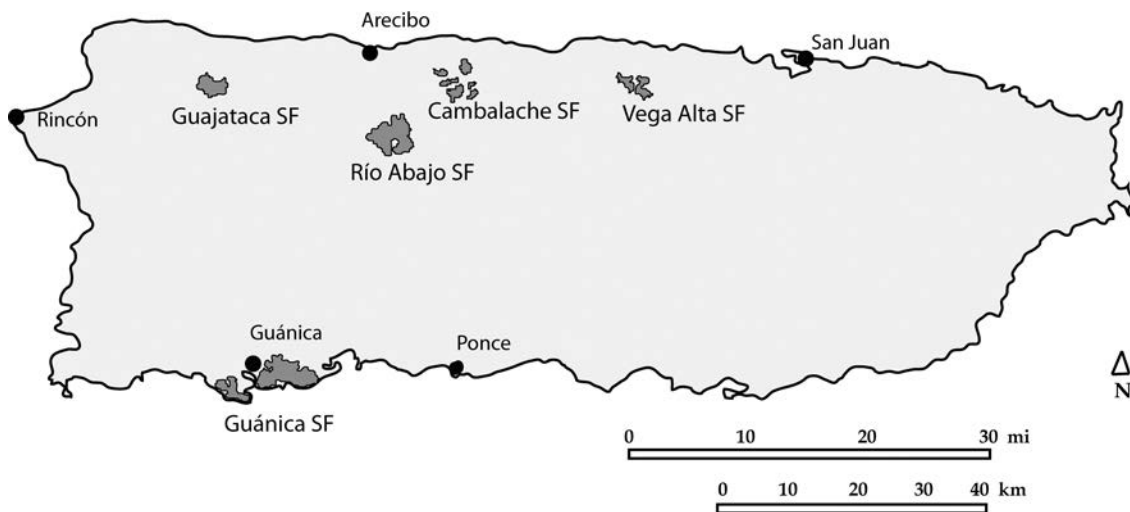 Arecibo
San Juan
Rincón
Guajataca SF
Cambalache SF
Vega Alta SF
Río Abajo SF
Guánica
Ponce
Guánica SF
N
0 10 20 30 mi
0 10 20 30 40 km